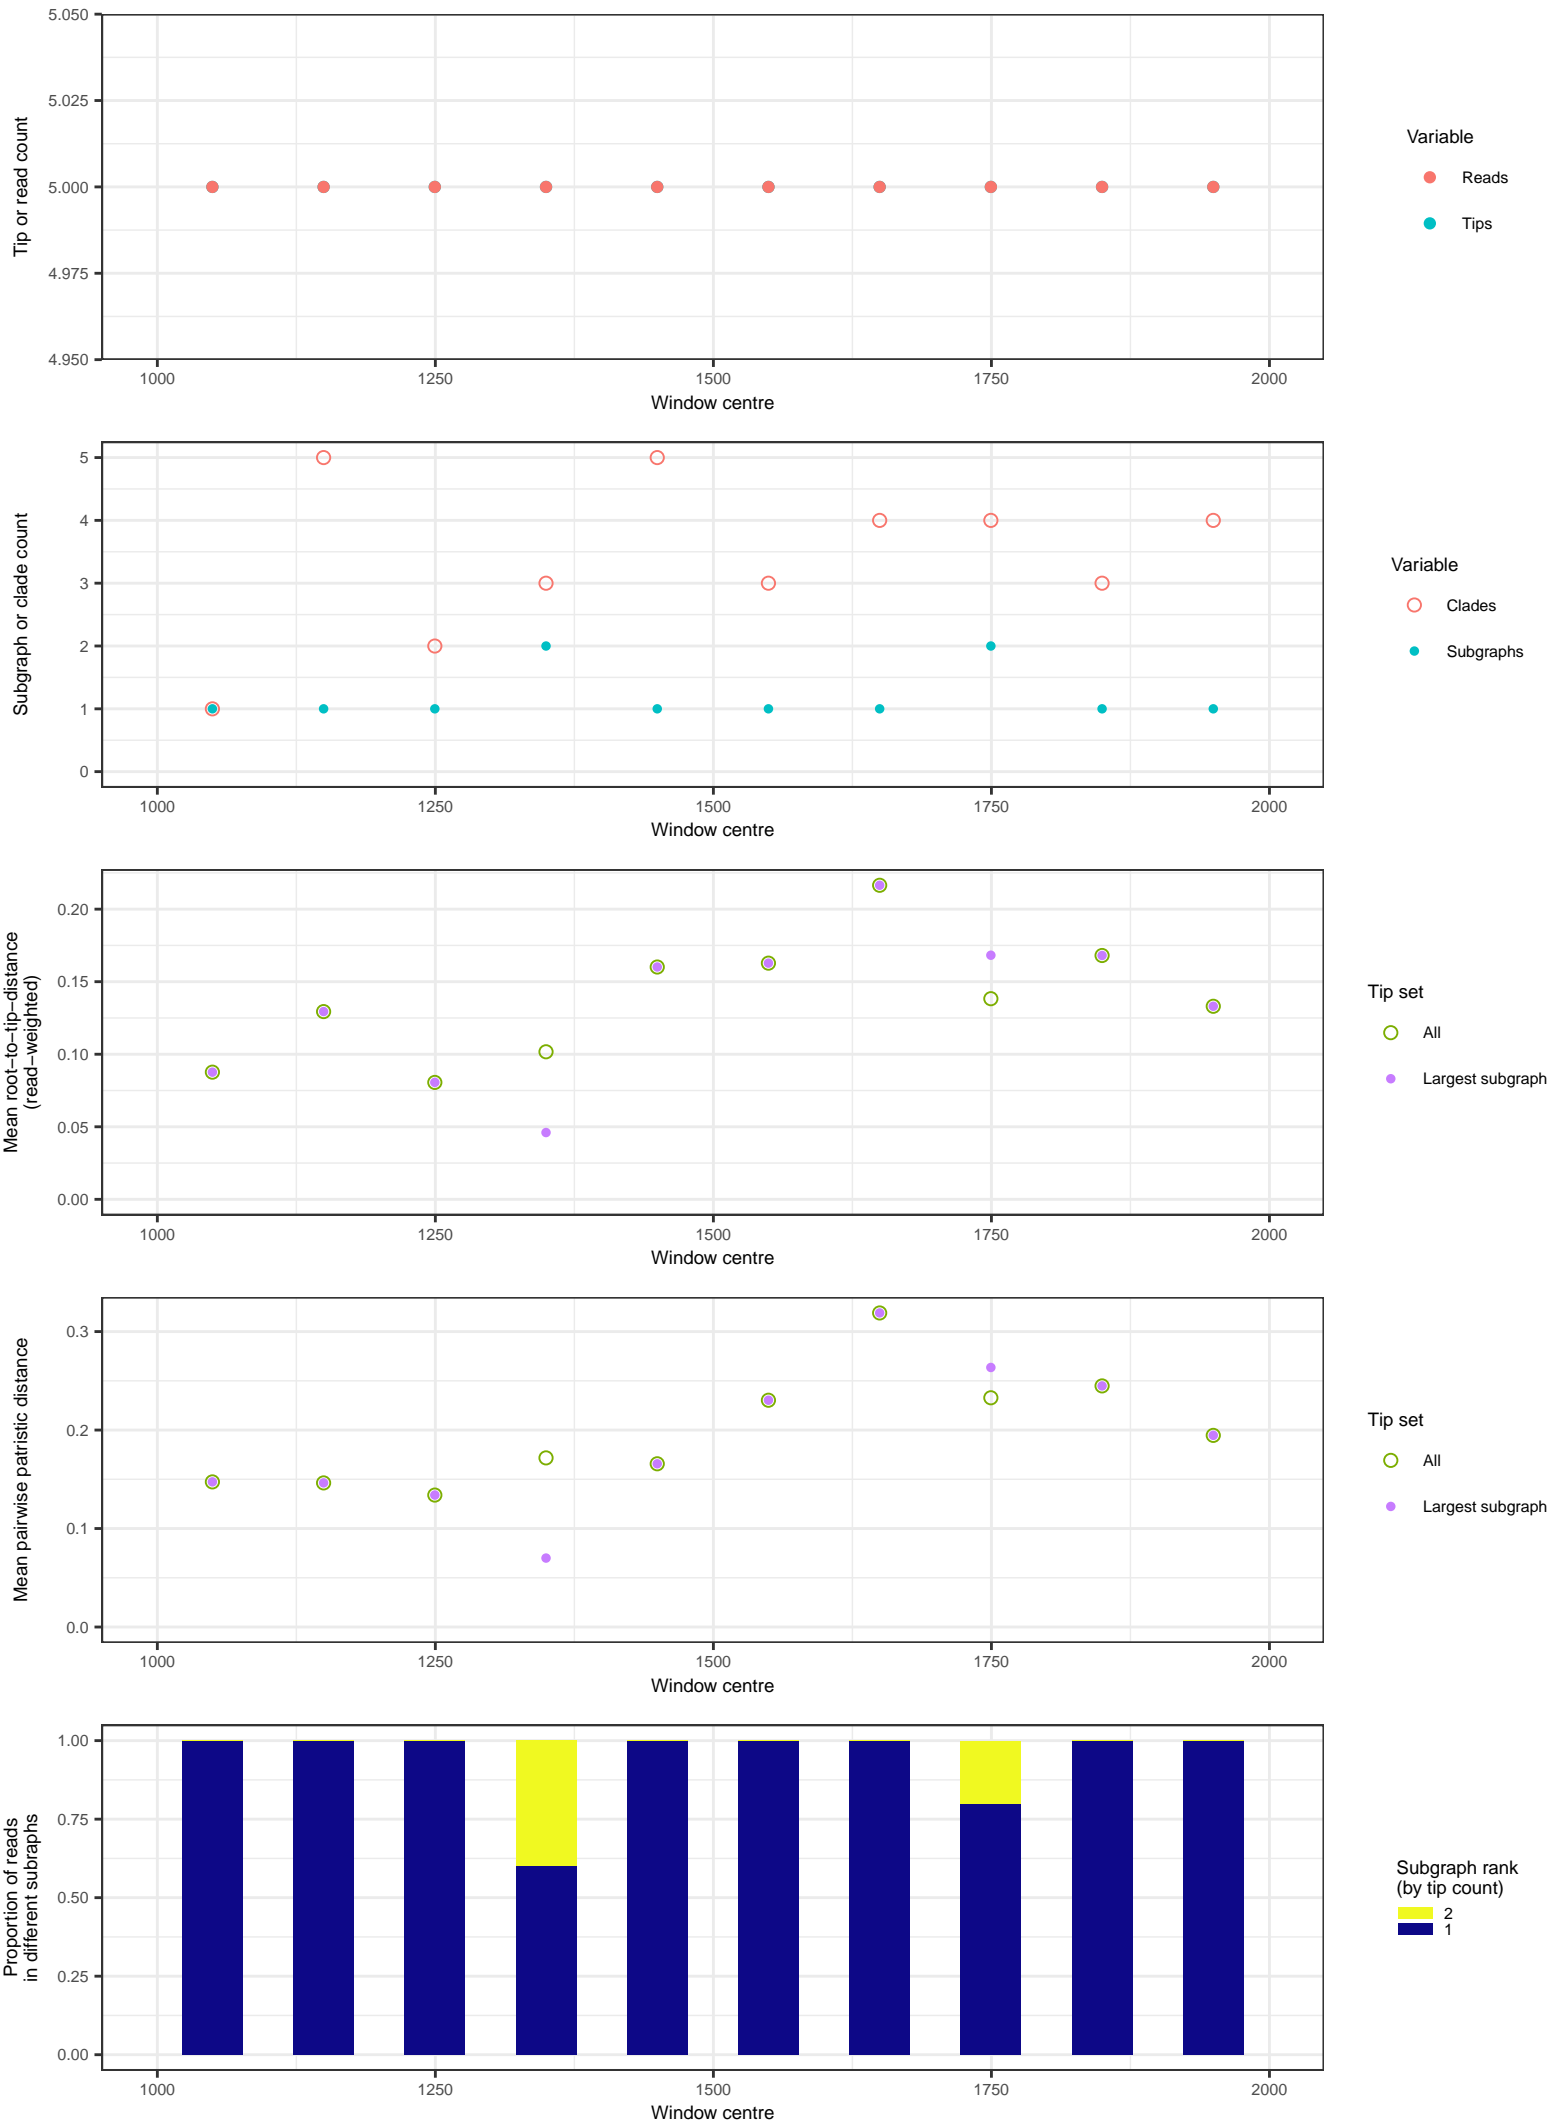 5.050
5.025
5.000
4.975
4.950
Tip or read count
1000 1250 1500 1750 2000
Window centre
Variable
Reads
Tips
5
4
3
2
1
0
Subgraph or clade count
1000 1250 1500 1750 2000
Window centre
Variable
Clades
Subgraphs
0.20
0.15
0.10
0.05
0.00
Mean root−to−tip−distance
(read−weighted)
1000 1250 1500 1750 2000
Window centre
Tip set
All
Largest subgraph
0.3
0.2
0.1
0.0
Mean pairwise patristic distance
1000 1250 1500 1750 2000
Window centre
Tip set
All
Largest subgraph
1.00
0.75
0.50
0.25
0.00
Proportion of reads
in different subraphs
1000 1250 1500 1750 2000
Window centre
Subgraph rank
(by tip count)
2
1